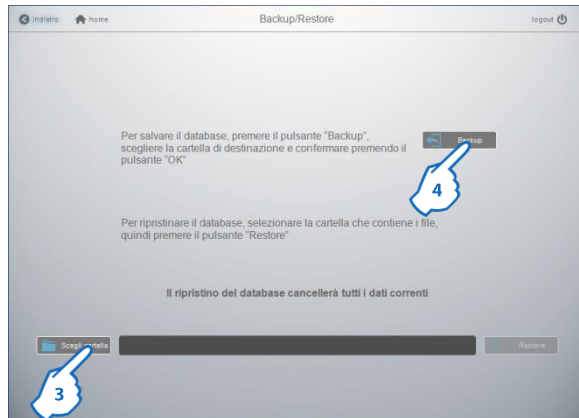 indietro home Backup/Restore logout
Per salvare il database, premere il pulsante "Backup",
scegliere la cartella di destinazione e confermare premendo il
pulsante "OK"
Backup
4
Per ripristinare il database, selezionare la cartella che contiene i file,
quindi premere il pulsante "Restore"
Il ripristino del database cancellerà tutti i dati correnti
Scegli cartella
Restore
3